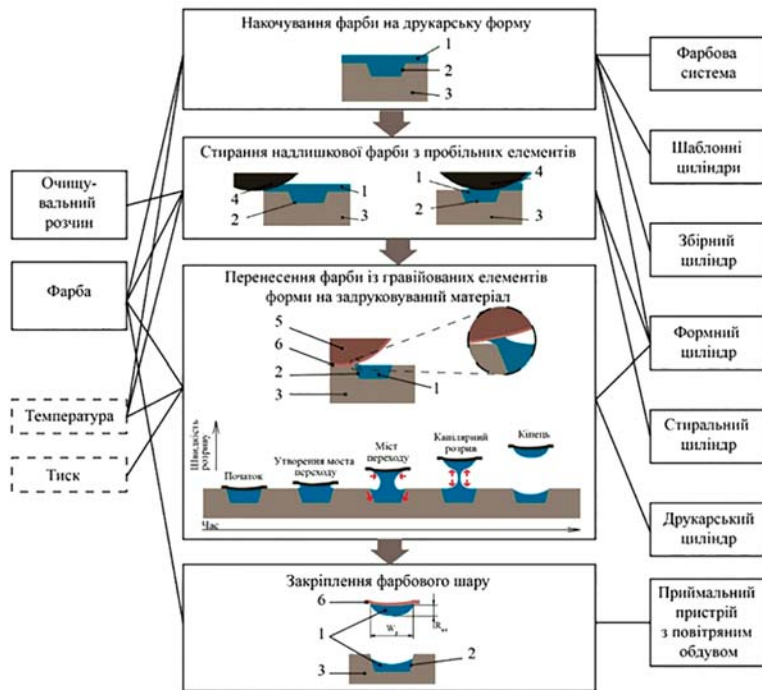 Накочування фарби на друкарську форму
1
2
3
Стирання надлишкової фарби з пробільних елементів
1
4
2
3
4
1
2
3
Перенесення фарби із гравійованих елементів
форми на задруковуваний матеріал
5
6
2
3
1
Швидкість
розриву
Початок
Утворення моста
переходу
Міст
переходу
Капілярний
розрив
Кінець
Час
Закріплення фарбового шару
6
1
3
2
Очищу-
вальний
розчин
Фарба
Температура
Тиск
Фарбова
система
Шаблонні
циліндри
Збірний
циліндр
Формний
циліндр
Стиральний
циліндр
Друкарський
циліндр
Приймальний
пристрій
з повітряним
обдувом